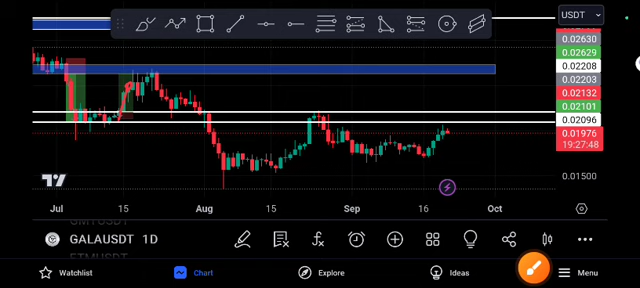 USDT
0.02630
0.02629
0.02208
0.02203
0.02132
0.02101
0.02096
0.01976
19:27:48
0.01500
Jul 15 Aug Sep 16 Oct
GALAUSDT 1D
Watchlist Chart Explore Ideas Menu